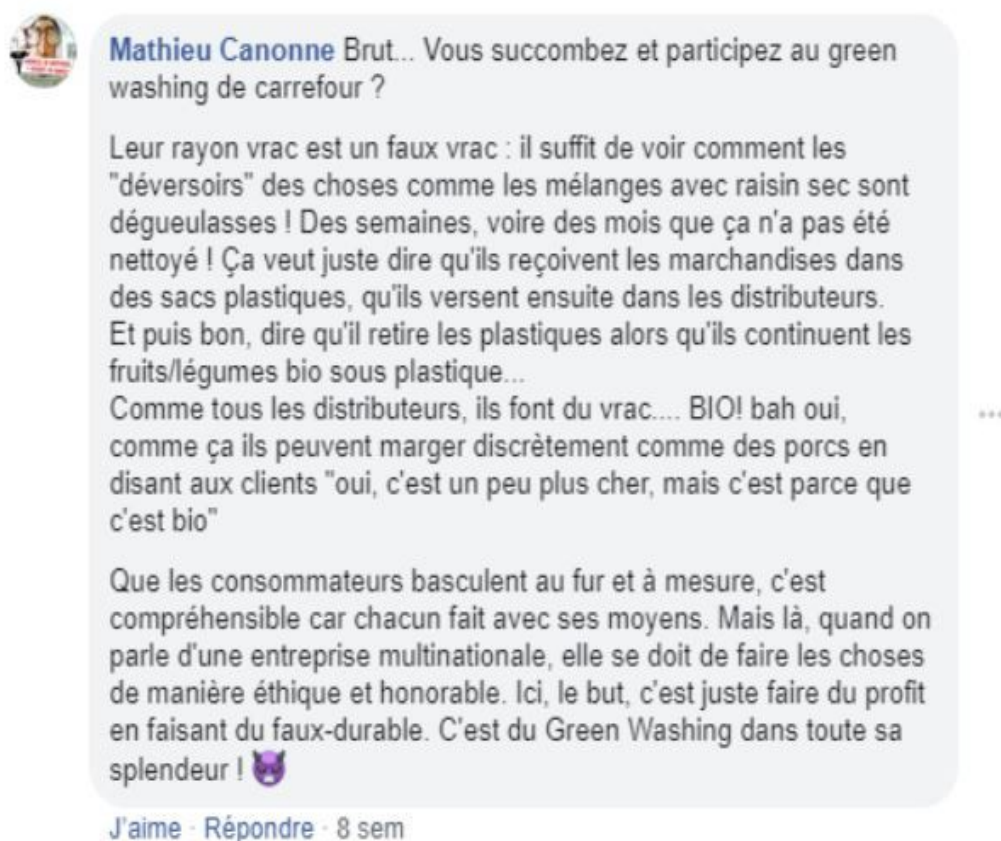 Mathieu Canonne Brut... Vous succombez et participez au green
washing de carrefour ?
Leur rayon vrac est un faux vrac : il suffit de voir comment les
"déversoirs" des choses comme les mélanges avec raisin sec sont
dégueulasses ! Des semaines, voire des mois que ça n'a pas été
nettoyé ! Ça veut juste dire qu'ils reçoivent les marchandises dans
des sacs plastiques, qu'ils versent ensuite dans les distributeurs.
Et puis bon, dire qu'il retire les plastiques alors qu'ils continuent les
fruits/légumes bio sous plastique...
Comme tous les distributeurs, ils font du vrac.... BIO! bah oui,
comme ça ils peuvent marger discrètement comme des porcs en
disant aux clients "oui, c'est un peu plus cher, mais c'est parce que
c'est bio"
Que les consommateurs basculent au fur et à mesure, c'est
compréhensible car chacun fait avec ses moyens. Mais là, quand on
parle d'une entreprise multinationale, elle se doit de faire les choses
de manière éthique et honorable. Ici, le but, c'est juste faire du profit
en faisant du faux-durable. C'est du Green Washing dans toute sa
splendeur ! 😈
J'aime · Répondre · 8 sem